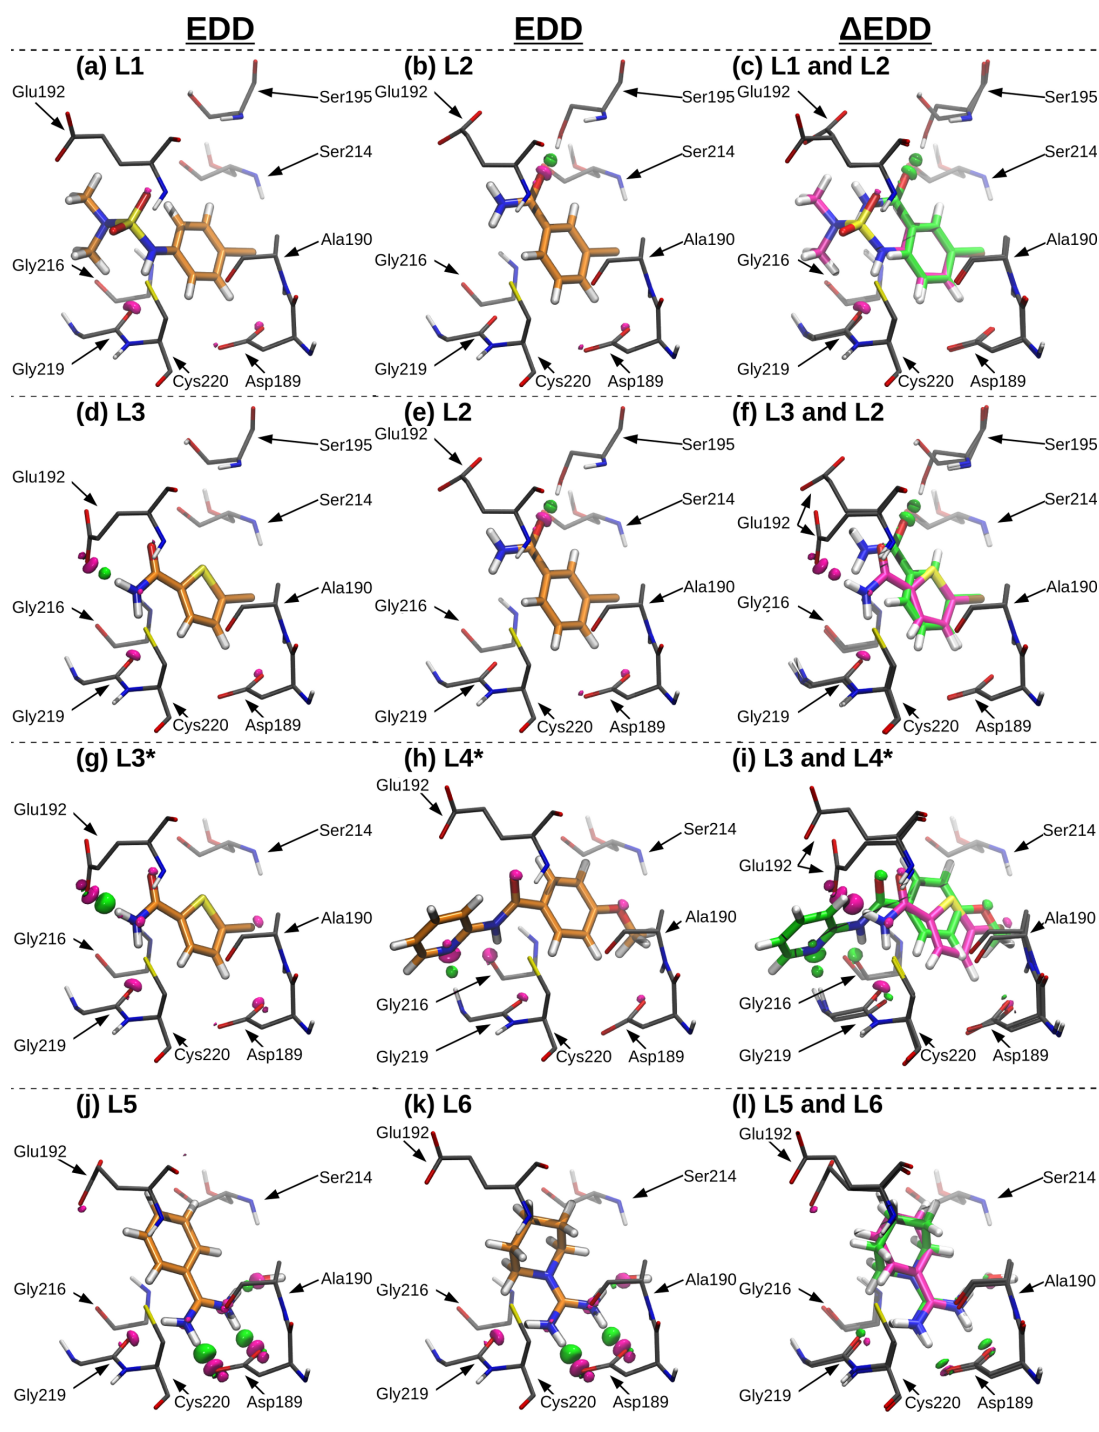 EDD EDD ΔEDD
(a) L1 (b) L2 (c) L1 and L2
Glu192 Glu192 Glu192
Ser195 Ser195 Ser195
Ser214 Ser214 Ser214
Ala190 Ala190 Ala190
Gly216 Gly216 Gly216
Gly219 Gly219 Gly219
Cys220 Asp189 Cys220 Asp189 Cys220 Asp189
(d) L3 (e) L2 (f) L3 and L2
Glu192
Ser195 Ser195 Ser195
Glu192
Ser214 Ser214 Ser214
Glu192
Ala190 Ala190 Ala190
Gly216 Gly216 Gly216
Gly219 Gly219 Gly219
Cys220 Asp189 Cys220 Asp189 Cys220 Asp189
(g) L3* (h) L4* (i) L3 and L4*
Glu192 Glu192
Ser214 Ser214 Ser214
Glu192
Ala190 Ala190 Ala190
Gly216
Gly216 Gly216
Gly219 Gly219 Gly219
Cys220 Asp189 Cys220 Asp189 Cys220 Asp189
(j) L5 (k) L6 (l) L5 and L6
Glu192 Glu192 Glu192
Ser214 Ser214 Ser214
Ala190 Ala190 Ala190
Gly216 Gly216 Gly216
Gly219 Gly219 Gly219
Cys220 Asp189 Cys220 Asp189 Cys220 Asp189